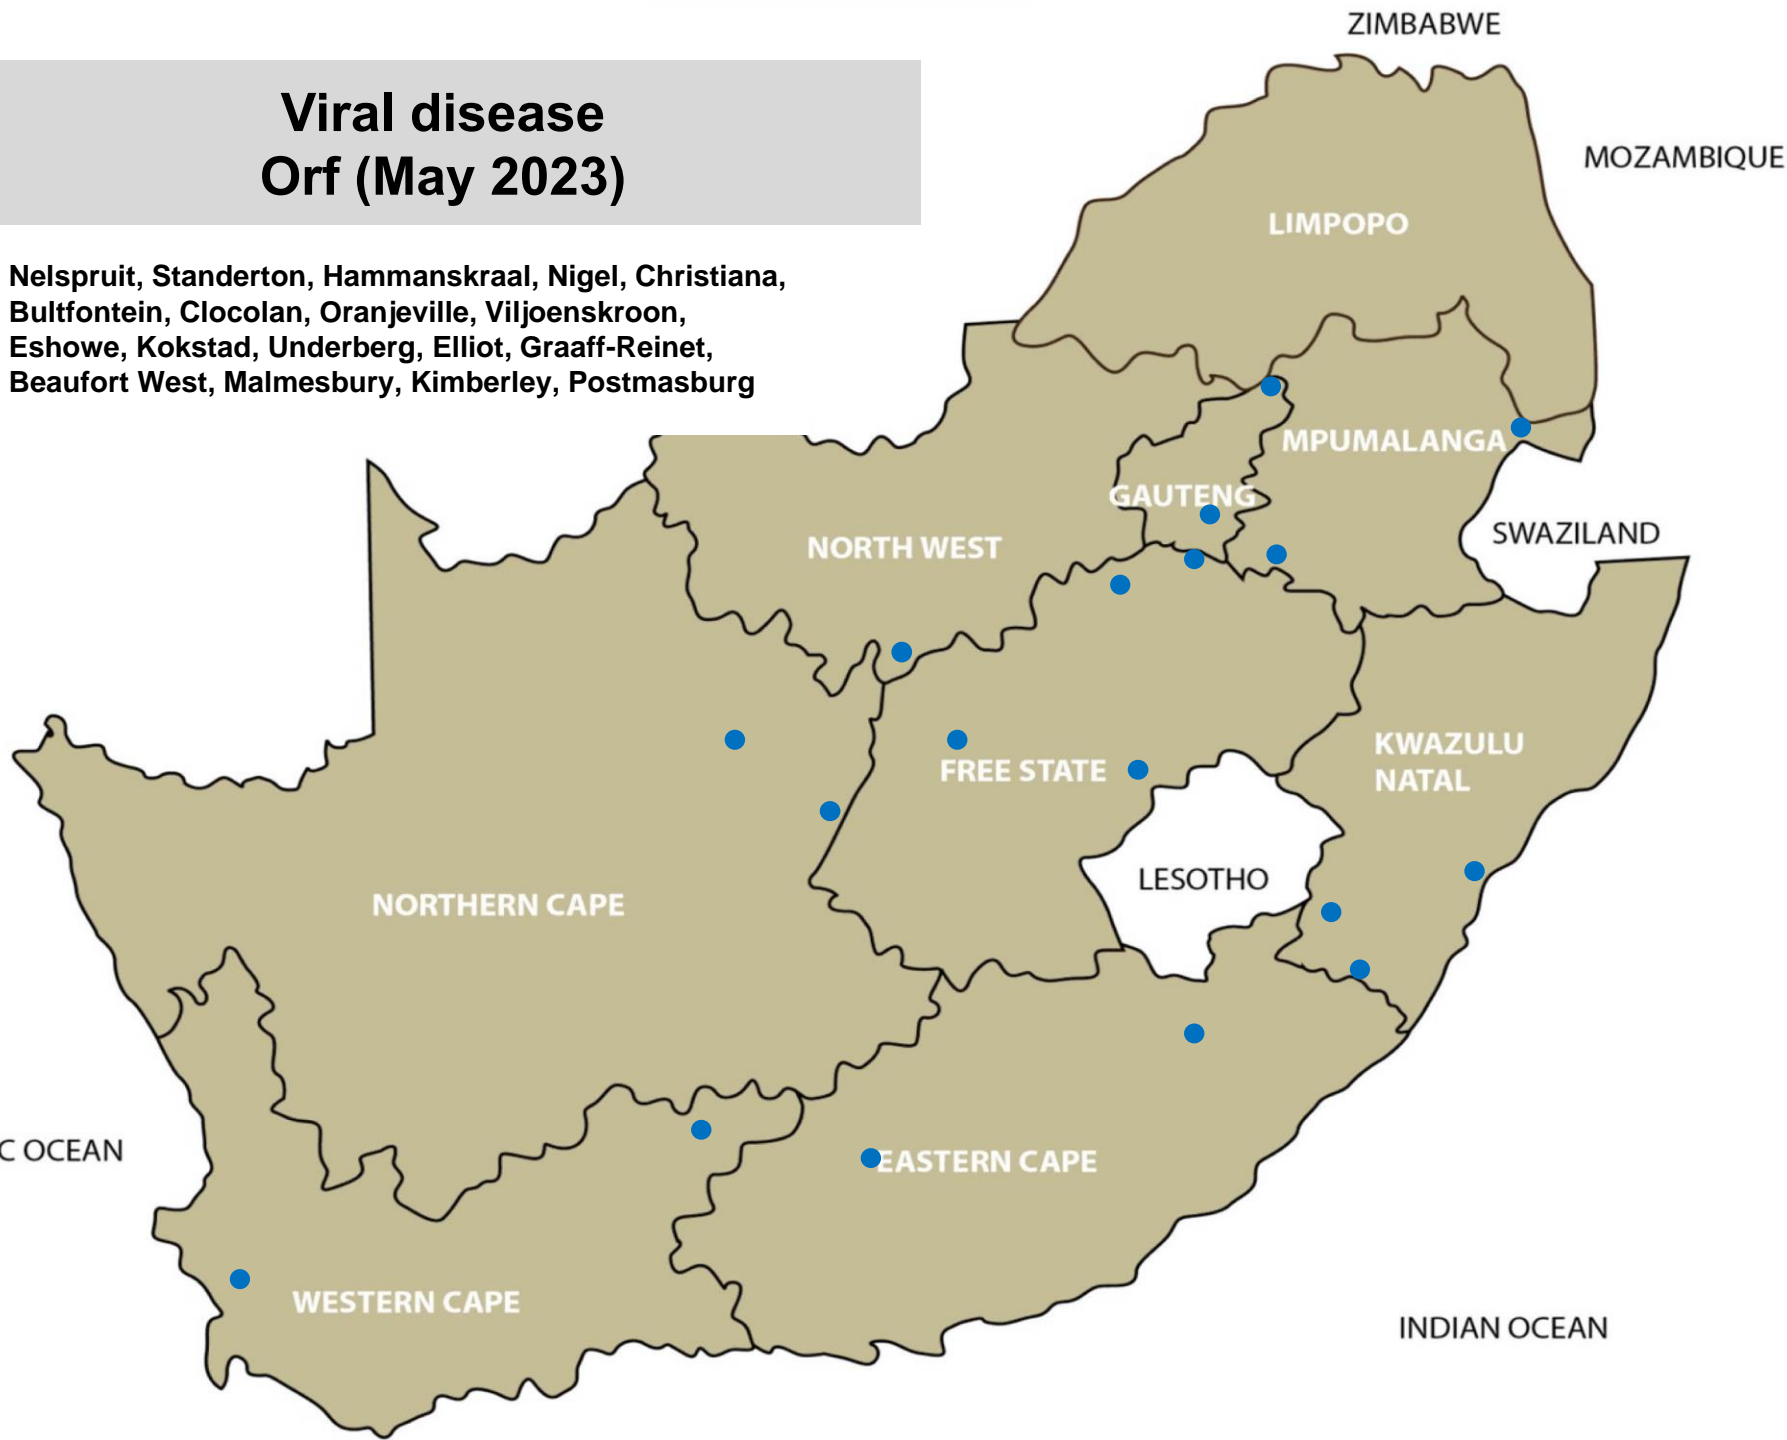 ZIMBABWE
Viral disease
Orf (May 2023)
MOZAMBIQUE
LIMPOPO
Nelspruit, Standerton, Hammanskraal, Nigel, Christiana,
Bultfontein, Clocolan, Oranjeville, Viljoenskroon,
Eshowe, Kokstad, Underberg, Elliot, Graaff-Reinet,
Beaufort West, Malmesbury, Kimberley, Postmasburg
MPUMALANGA
GAUTENG
SWAZILAND
NORTH WEST
KWAZULU
NATAL
FREE STATE
LESOTHO
NORTHERN CAPE
C OCEAN
EASTERN CAPE
WESTERN CAPE
INDIAN OCEAN